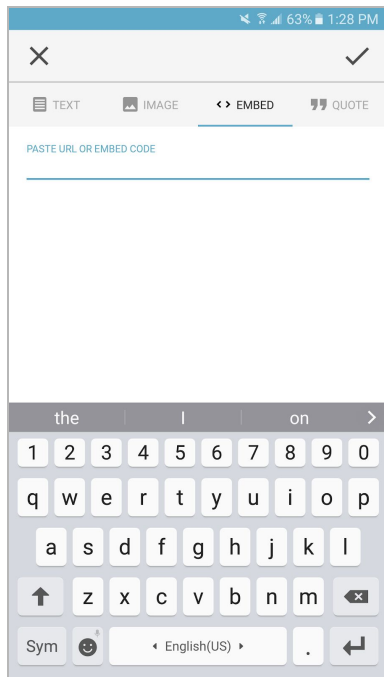 63% 1:28 PM
TEXT IMAGE <> EMBED QUOTE
PASTE URL OR EMBED CODE
the I on >
1 2 3 4 5 6 7 8 9 0
q w e r t y u i o p
a s d f g h j k l
z x c v b n m
Sym English(US) .